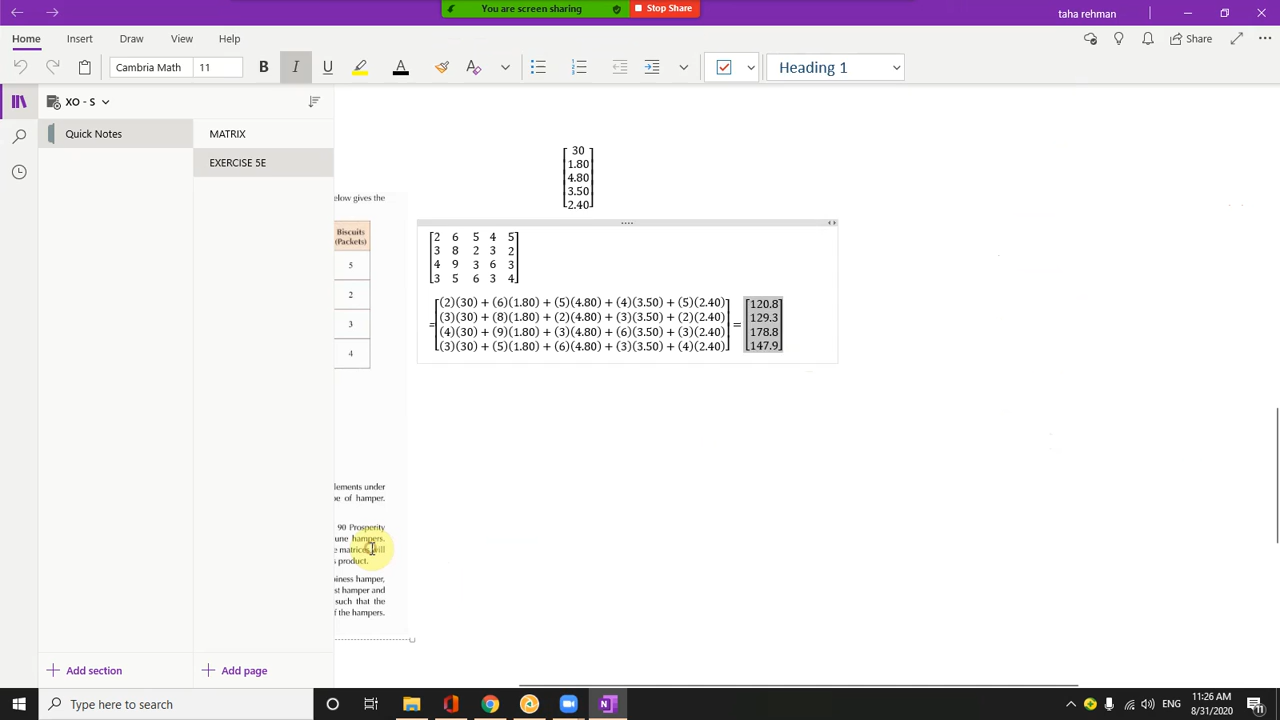 You are screen sharing
Stop Share
taha rehman
Home Insert Draw View Help
Share
Cambria Math 11 B I U A Heading 1
XO - S
Quick Notes
MATRIX
EXERCISE 5E
[30
1.80
4.80
3.50
2.40]
elow gives the
Biscuits
(Packets)
5
2
3
4
[2 6 5 4 5
3 8 2 3 2
4 9 3 6 3
3 5 6 3 4]
(2)(30) + (6)(1.80) + (5)(4.80) + (4)(3.50) + (5)(2.40) [120.8
(3)(30) + (8)(1.80) + (2)(4.80) + (3)(3.50) + (2)(2.40) 129.3
= (4)(30) + (9)(1.80) + (3)(4.80) + (6)(3.50) + (3)(2.40) = 178.8
(3)(30) + (5)(1.80) + (6)(4.80) + (3)(3.50) + (4)(2.40) 147.9]
lements under
e of hamper.
90 Prosperity
une hampers.
e matrices will
s product.
iness hamper,
st hamper and
such that the
f the hampers.
Add section
Add page
Type here to search
ENG
11:26 AM
8/31/2020
11